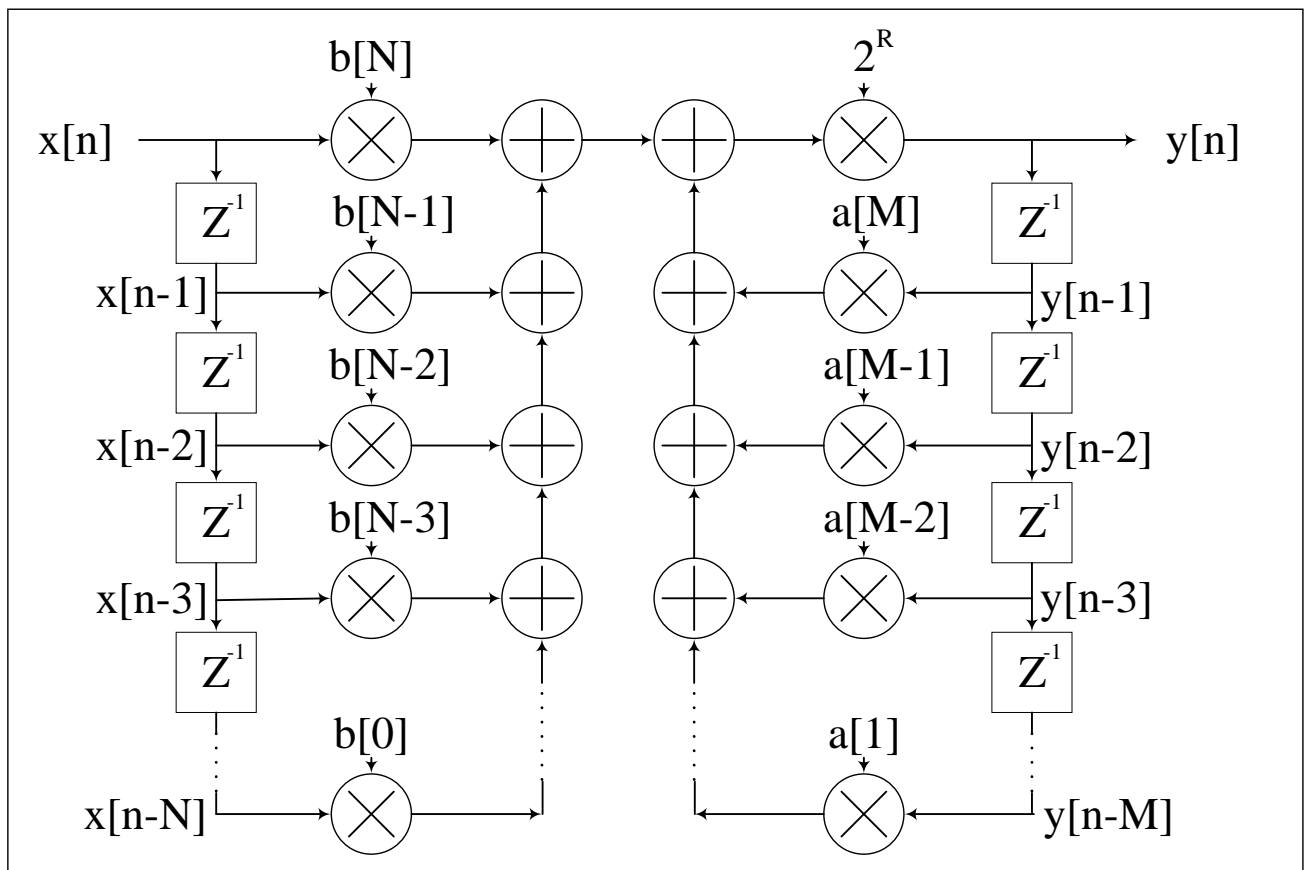 b[N] 2^R
x[n] y[n]
Z^-1 Z^-1
b[N-1] a[M]
x[n-1] y[n-1]
Z^-1 Z^-1
b[N-2] a[M-1]
x[n-2] y[n-2]
Z^-1 Z^-1
b[N-3] a[M-2]
x[n-3] y[n-3]
Z^-1 Z^-1
b[0] a[1]
x[n-N] y[n-M]